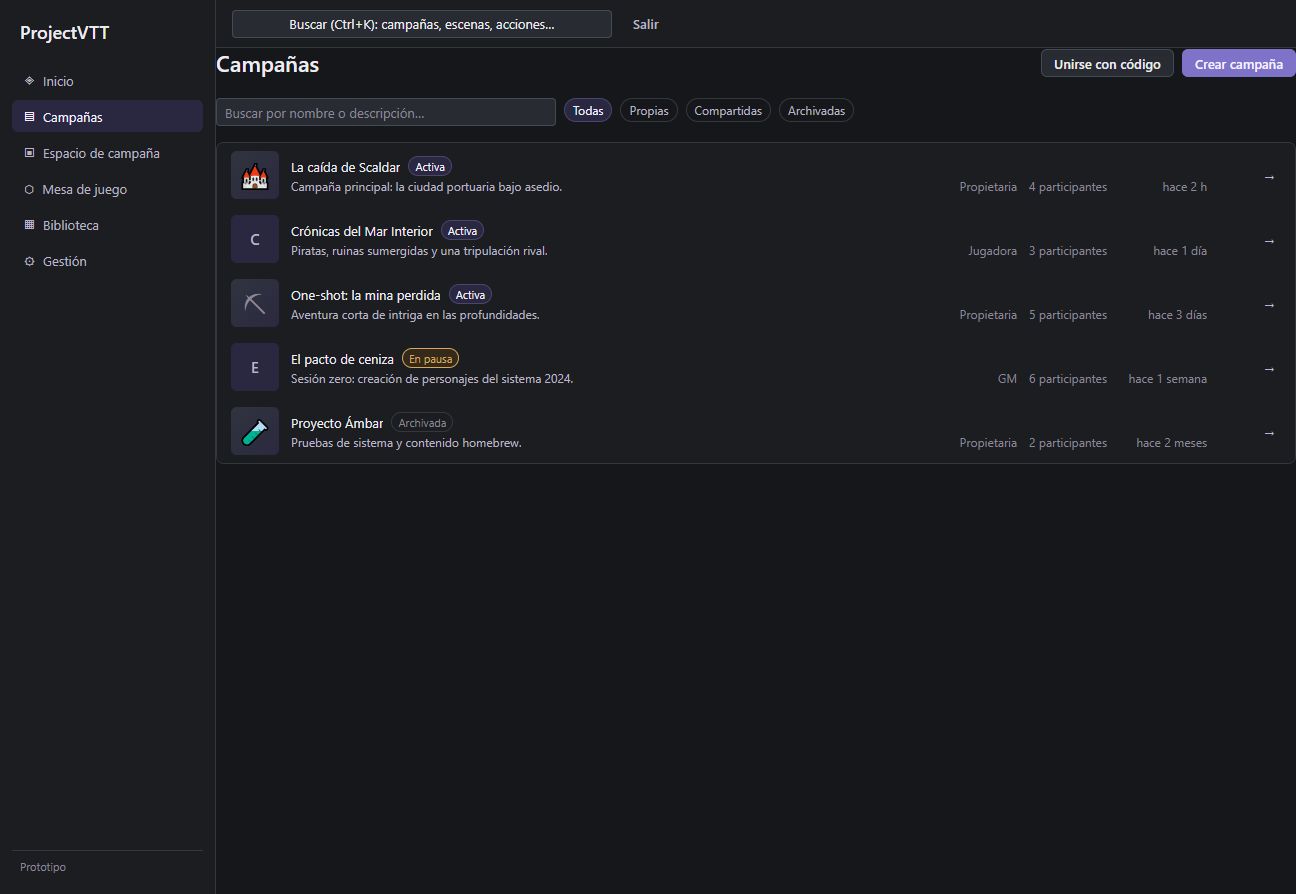 ProjectVTT
Inicio
Campañas
Espacio de campaña
Mesa de juego
Biblioteca
Gestión
Prototipo
Buscar (Ctrl+K): campañas, escenas, acciones...
Salir
Campañas
Unirse con código
Crear campaña
Buscar por nombre o descripción...
Todas
Propias
Compartidas
Archivadas
La caída de Scaldar Activa
Campaña principal: la ciudad portuaria bajo asedio.
Propietaria 4 participantes hace 2 h →
C
Crónicas del Mar Interior Activa
Piratas, ruinas sumergidas y una tripulación rival.
Jugadora 3 participantes hace 1 día →
One-shot: la mina perdida Activa
Aventura corta de intriga en las profundidades.
Propietaria 5 participantes hace 3 días →
E
El pacto de ceniza En pausa
Sesión zero: creación de personajes del sistema 2024.
GM 6 participantes hace 1 semana →
Proyecto Ámbar Archivada
Pruebas de sistema y contenido homebrew.
Propietaria 2 participantes hace 2 meses →